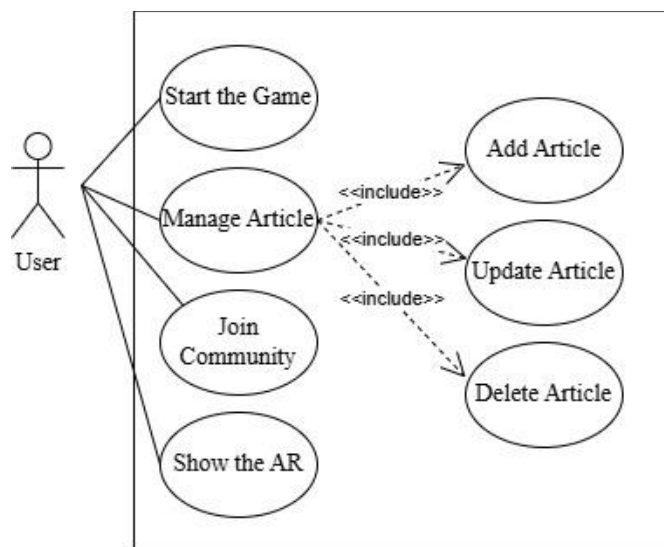 Start the Game
Add Article
<<include>>
Manage Article
<<include>>
User
Update Article
<<include>>
Join
Community
Delete Article
Show the AR